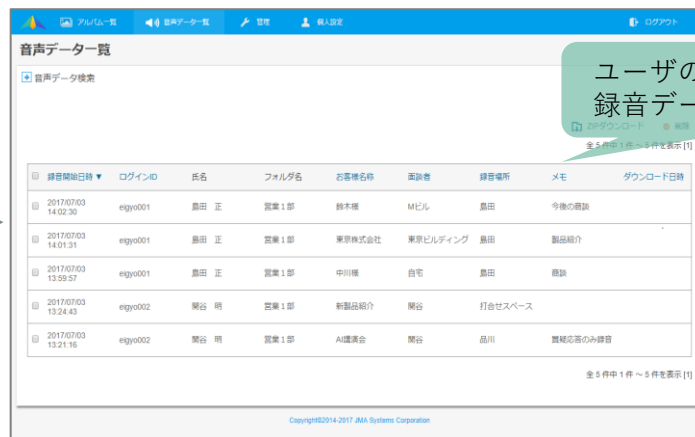 アルバム一覧 音声データ一覧 管理 個人設定 ログアウト
音声データ一覧
音声データ検索
ユーザの
録音デー
ZIPダウンロード 削除
全 5 件中 1 件 ～ 5 件を表示 [1]
録音開始日時▼ ログインID 氏名 フォルダ名 お客様名称 面談者 録音場所 メモ ダウンロード日時
2017/07/03 14:02:30 eigyo001 島田 正 営業1部 鈴木様 Mビル 島田 今後の商談
2017/07/03 14:01:31 eigyo001 島田 正 営業1部 東京株式会社 東京ビルディング 島田 製品紹介
2017/07/03 13:59:57 eigyo001 島田 正 営業1部 中川様 自宅 島田 商談
2017/07/03 13:24:43 eigyo002 関谷 明 営業1部 新製品紹介 関谷 打合せスペース
2017/07/03 13:21:16 eigyo002 関谷 明 営業1部 AI講演会 関谷 品川 質疑応答のみ録音
全 5 件中 1 件 ～ 5 件を表示 [1]
Copyright©2014-2017 JMA Systems Corporation